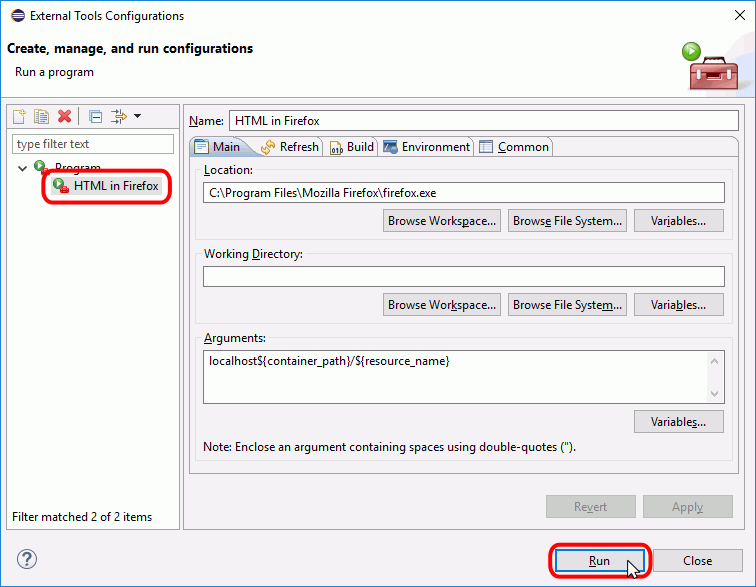 External Tools Configurations
Create, manage, and run configurations
Run a program
type filter text
Program
HTML in Firefox
Filter matched 2 of 2 items
Name: HTML in Firefox
Main Refresh Build Environment Common
Location:
C:\Program Files\Mozilla Firefox\firefox.exe
Browse Workspace... Browse File System... Variables...
Working Directory:
Browse Workspace... Browse File System... Variables...
Arguments:
localhost${container_path}/${resource_name}
Variables...
Note: Enclose an argument containing spaces using double-quotes (").
Revert Apply
Run Close